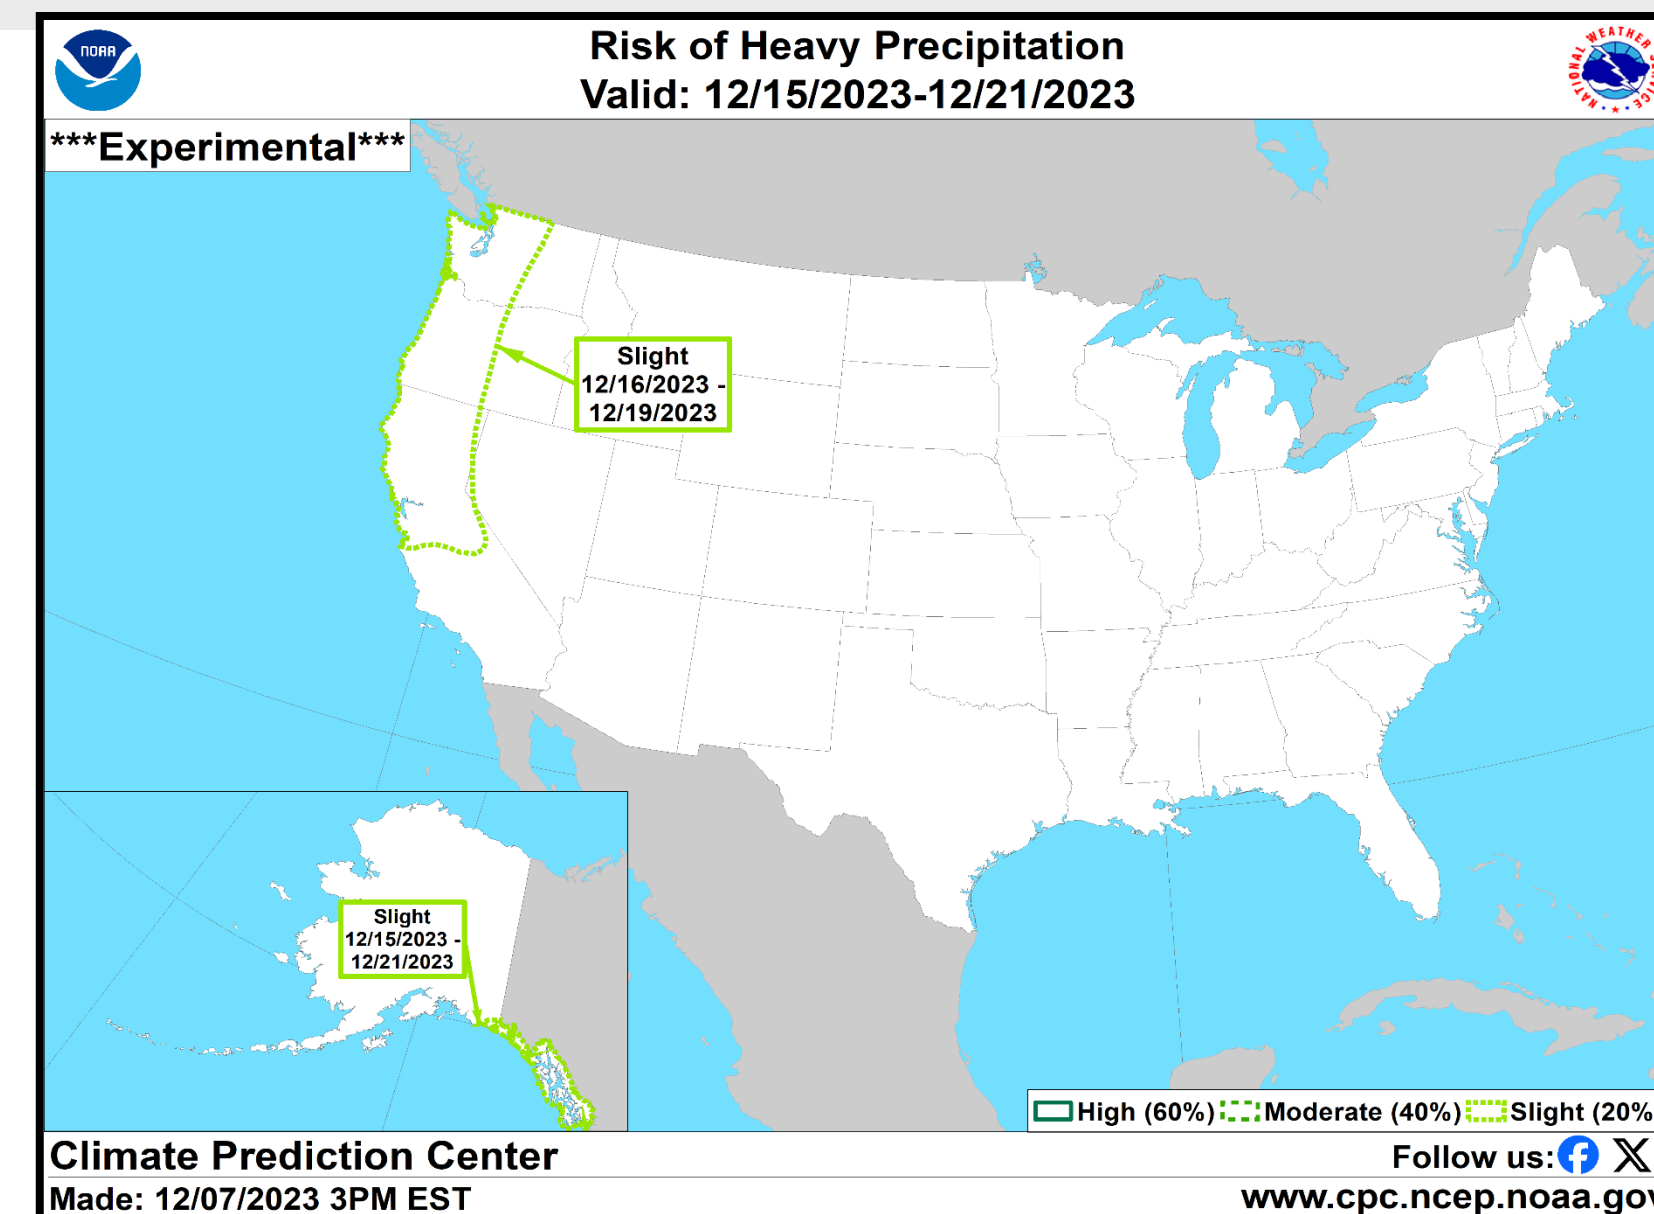 NOAA
Risk of Heavy Precipitation
Valid: 12/15/2023-12/21/2023
NATIONAL WEATHER SERVICE
***Experimental***
Slight
12/16/2023 -
12/19/2023
Slight
12/15/2023 -
12/21/2023
High (60%) Moderate (40%) Slight (20%
Climate Prediction Center
Follow us:
Made: 12/07/2023 3PM EST
www.cpc.ncep.noaa.gov